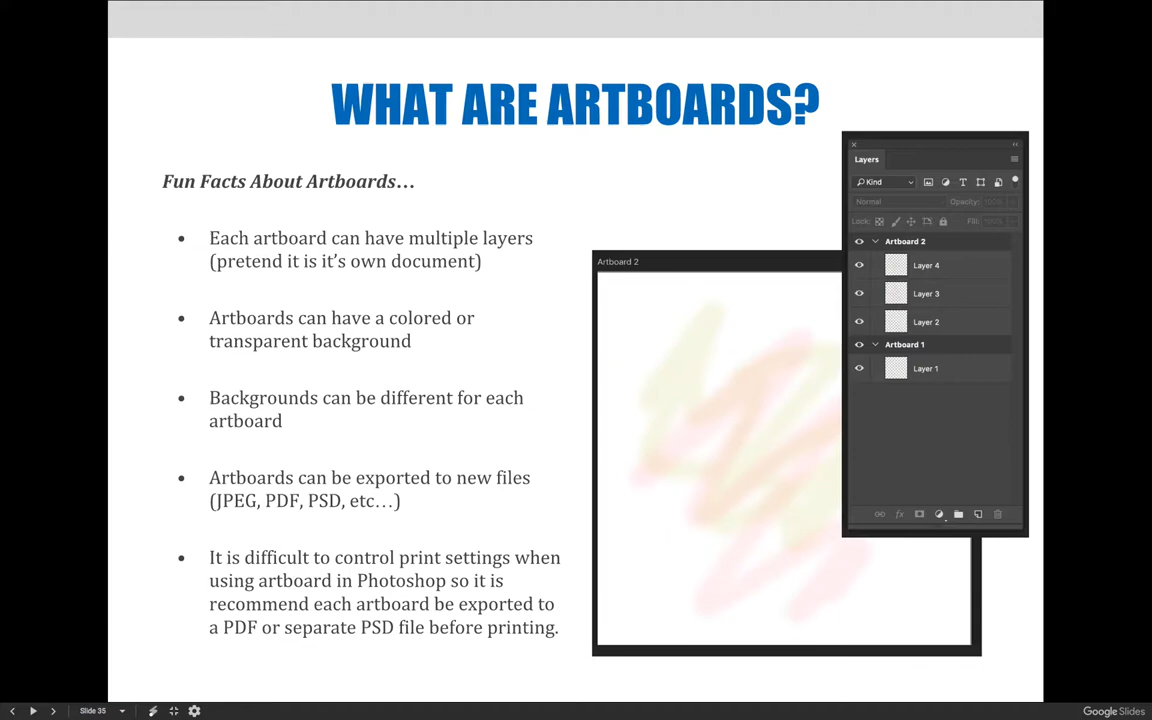 WHAT ARE ARTBOARDS?
Fun Facts About Artboards…
• Each artboard can have multiple layers
(pretend it is it’s own document)
• Artboards can have a colored or
transparent background
• Backgrounds can be different for each
artboard
• Artboards can be exported to new files
(JPEG, PDF, PSD, etc…)
• It is difficult to control print settings when
using artboard in Photoshop so it is
recommend each artboard be exported to
a PDF or separate PSD file before printing.
Artboard 2
Layers
Kind
Normal Opacity: 100%
Lock: Fill: 100%
Artboard 2
Layer 4
Layer 3
Layer 2
Artboard 1
Layer 1
fx
Slide 35
Google Slides